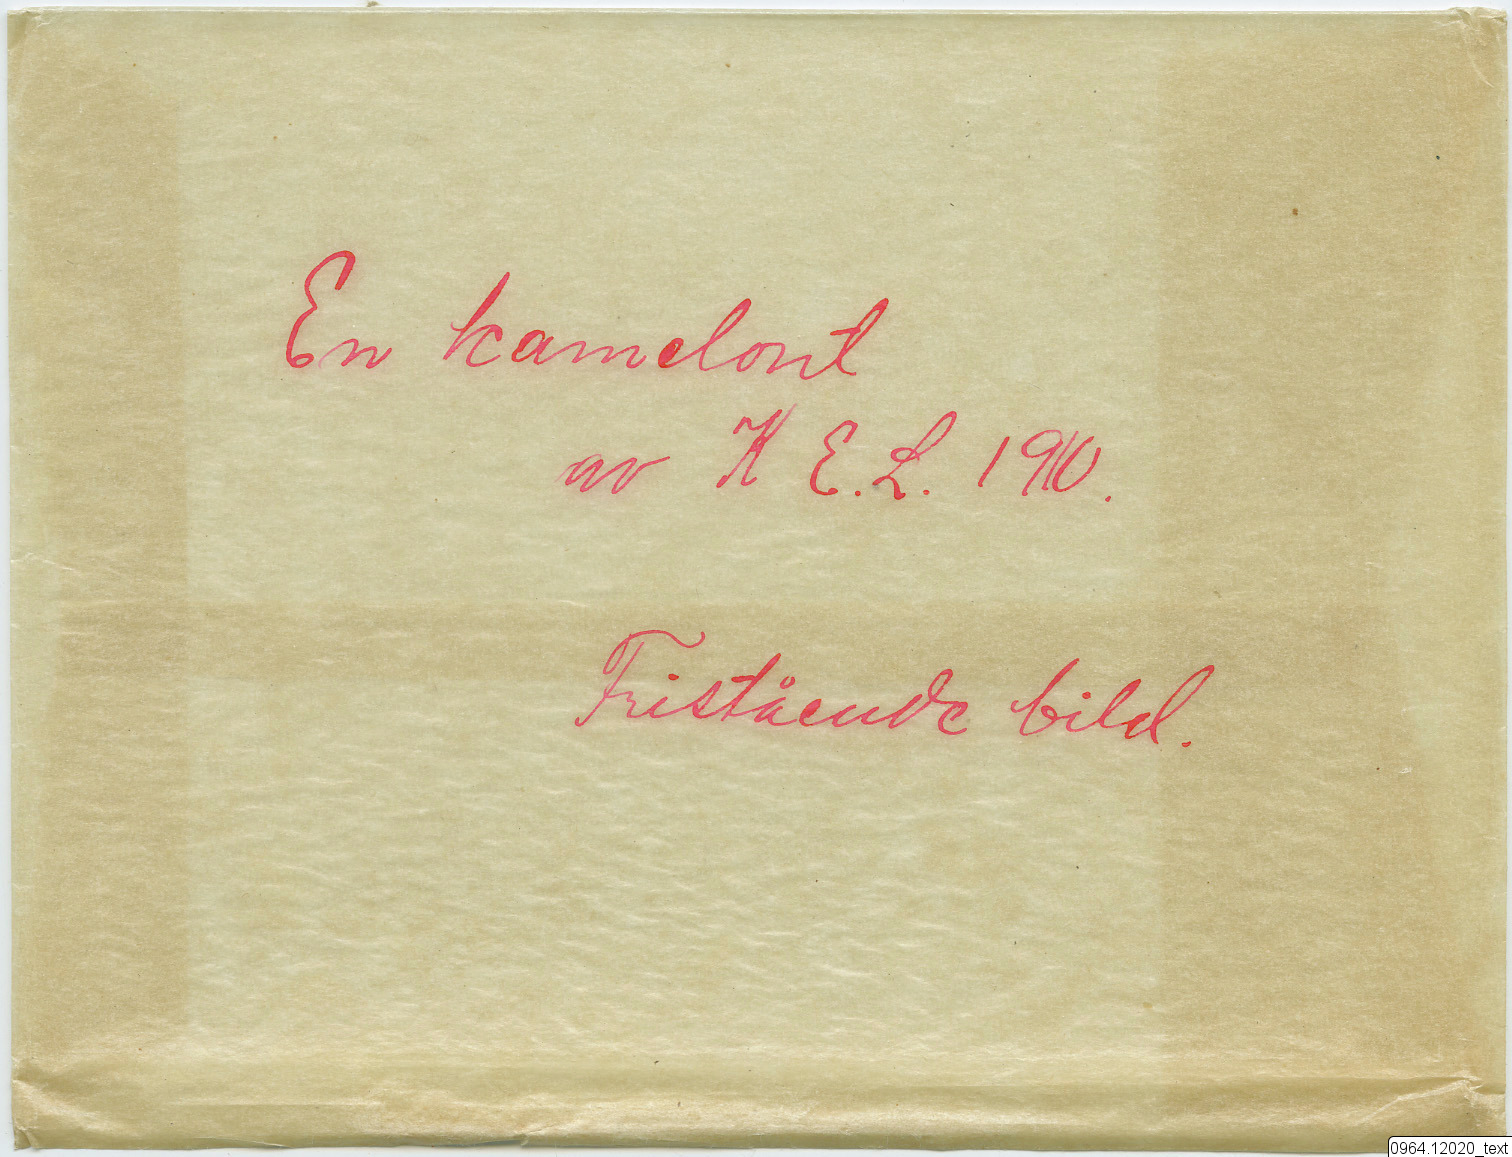 En kamelont
av K E. L. 1910.
Fristående bild.
0964.12020_text